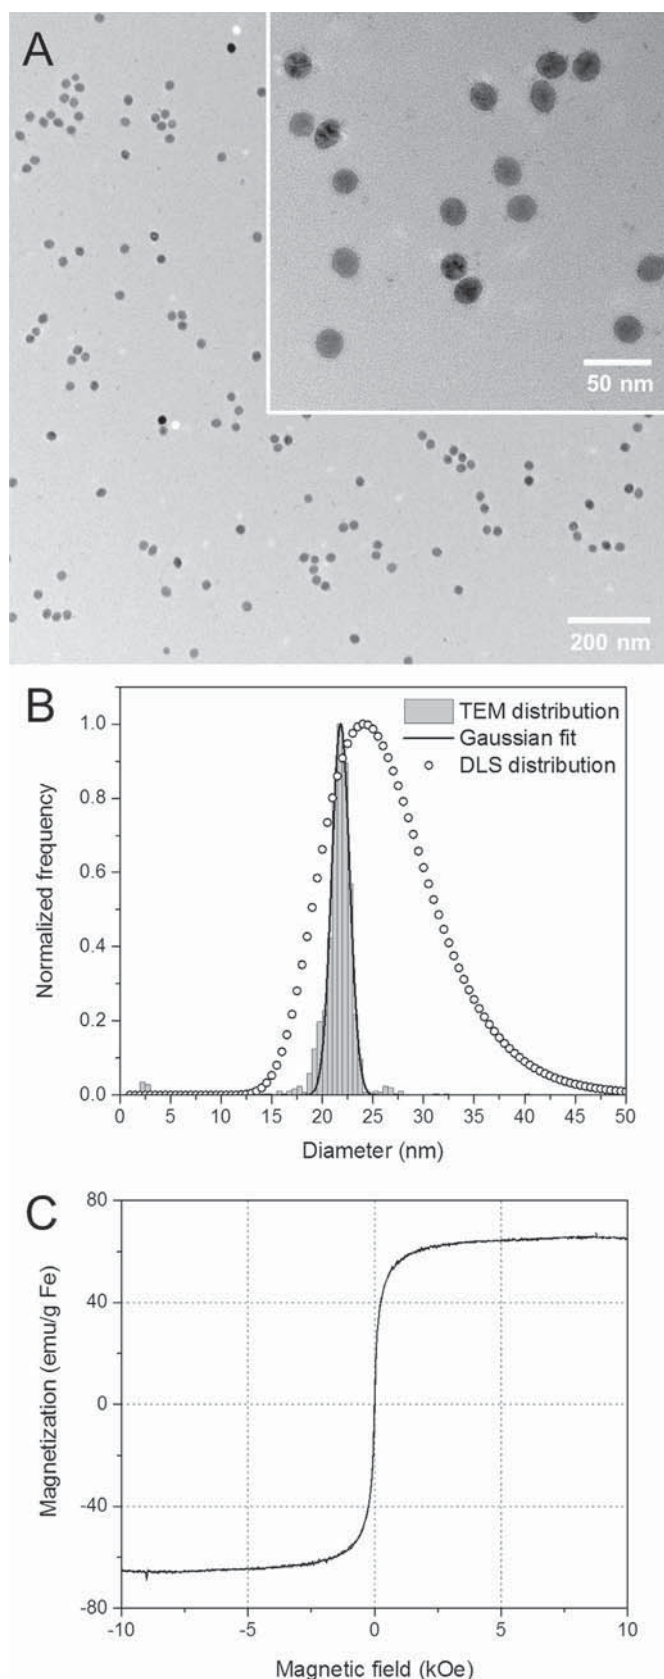 A
50 nm
200 nm
B
TEM distribution
Gaussian fit
DLS distribution
1.0
0.8
0.6
0.4
0.2
0.0
Normalized frequency
0 5 10 15 20 25 30 35 40 45 50
Diameter (nm)
C
80
40
0
-40
-80
Magnetization (emu/g Fe)
-10 -5 0 5 10
Magnetic field (kOe)